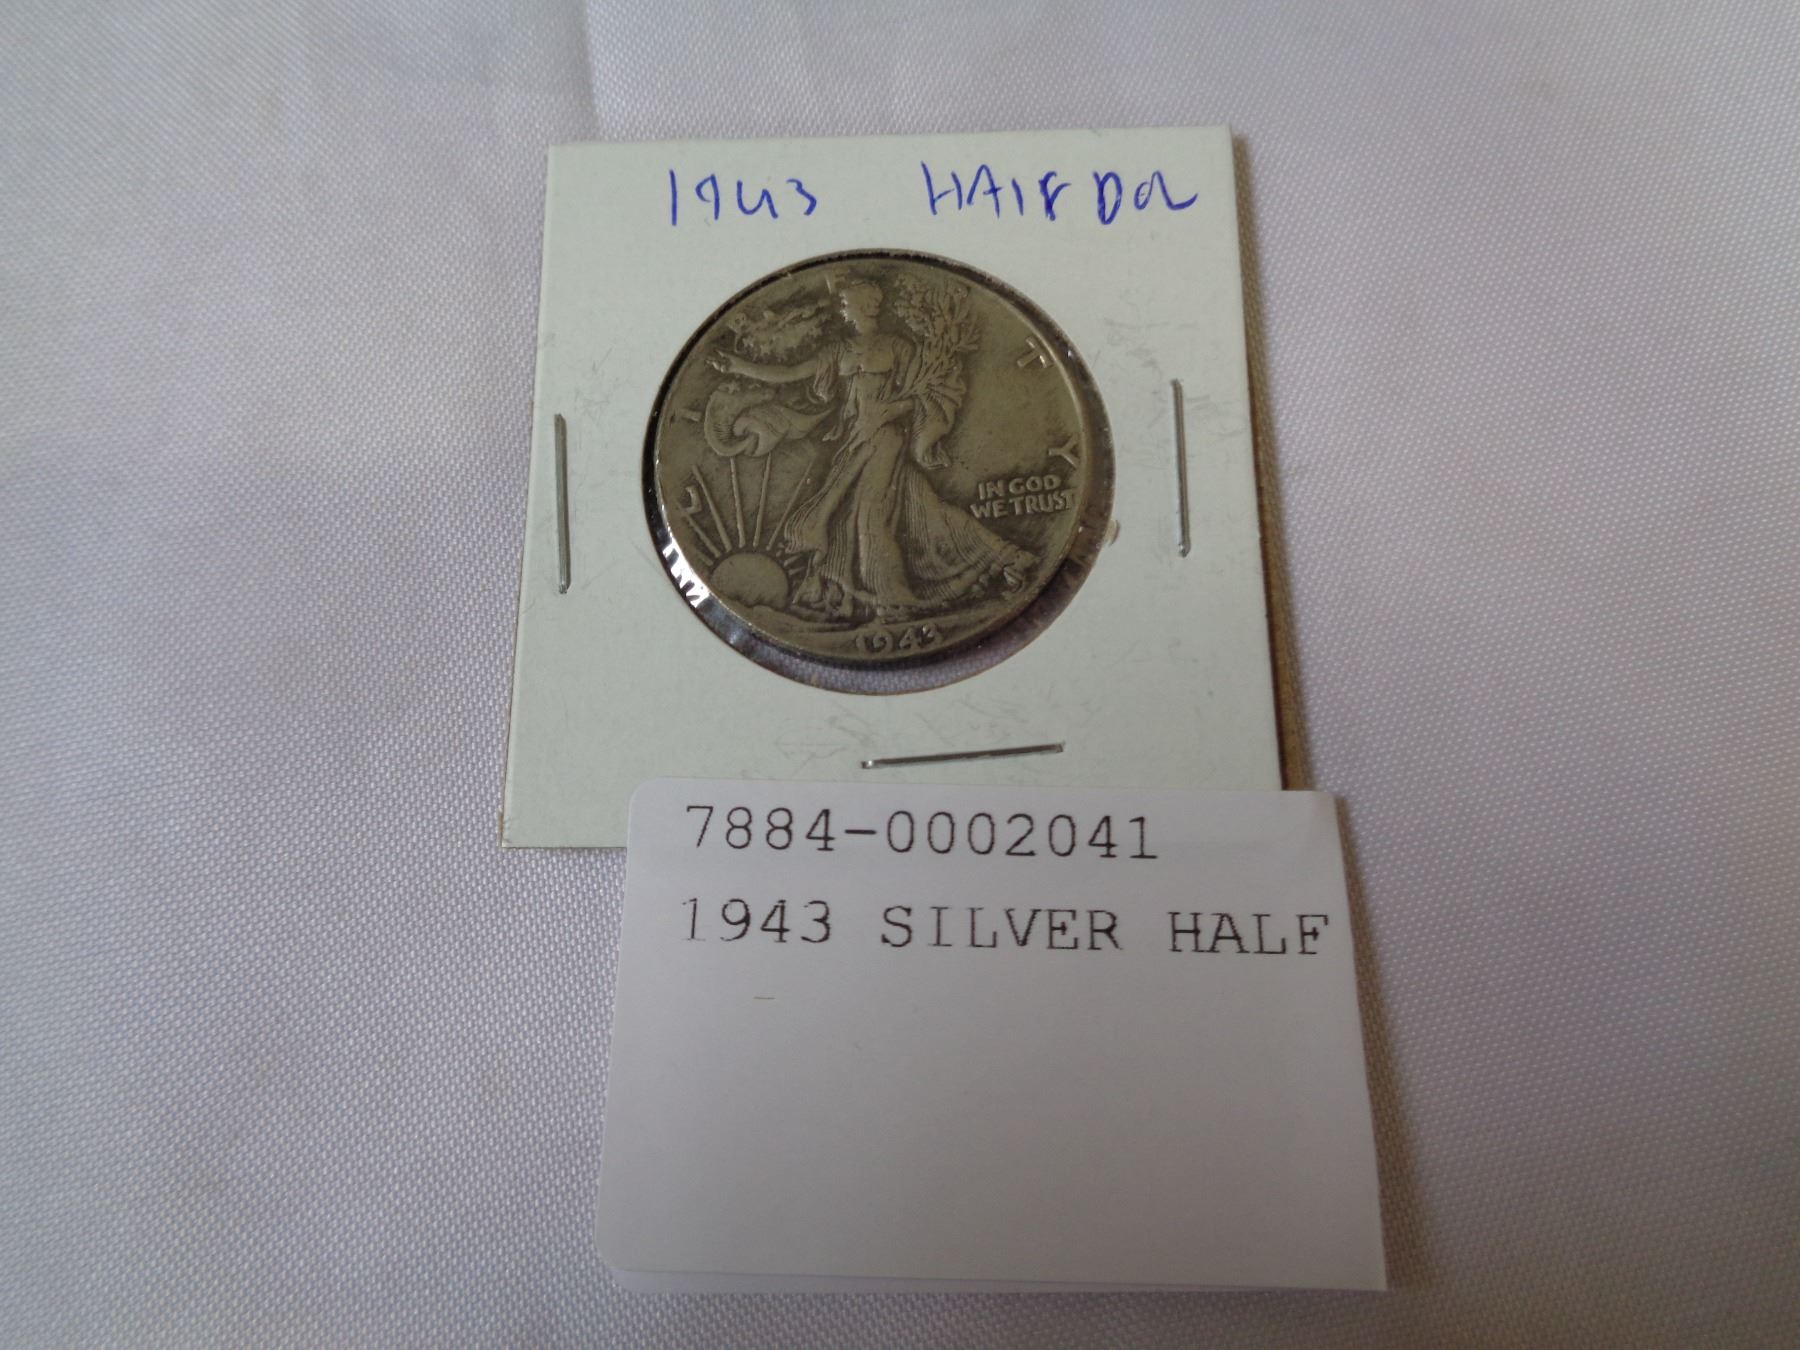 1943 HALF DOL
LIBERTY
IN GOD
WE TRUST
1943
7884-0002041
1943 SILVER HALF